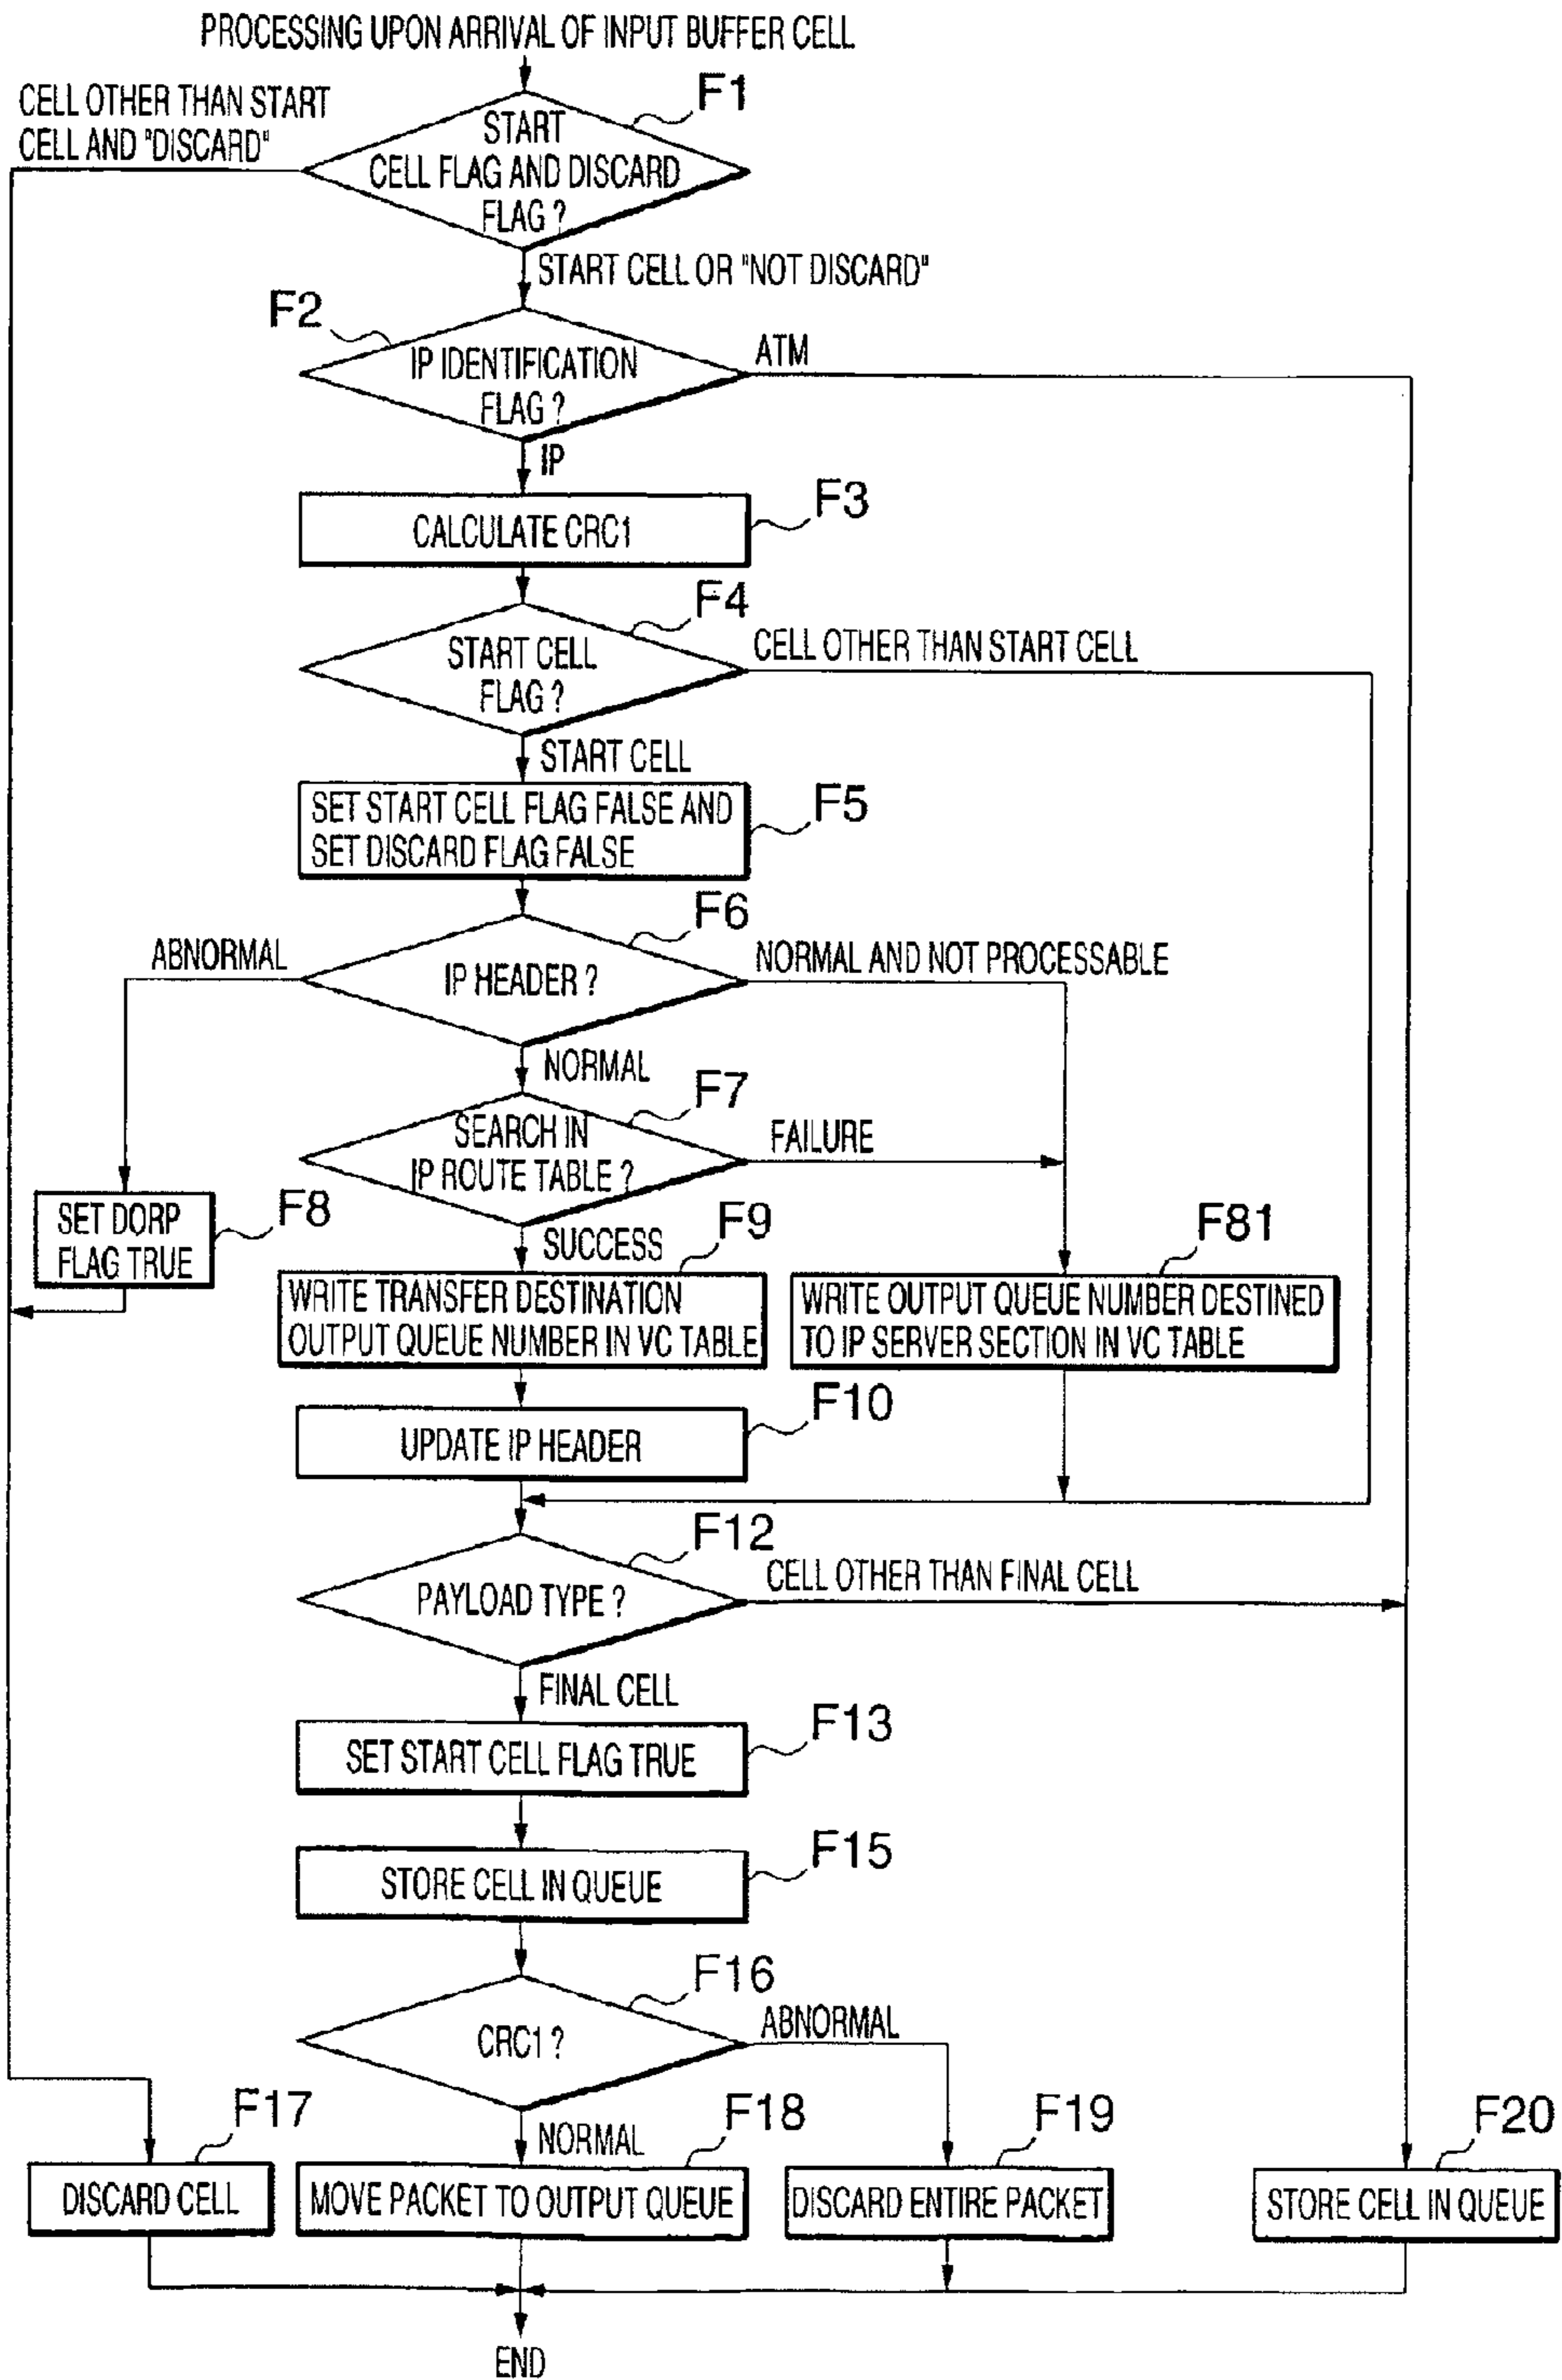 PROCESSING UPON ARRIVAL OF INPUT BUFFER CELL
CELL OTHER THAN START
CELL AND "DISCARD"
F1
START
CELL FLAG AND DISCARD
FLAG ?
START CELL OR "NOT DISCARD"
F2
IP IDENTIFICATION
FLAG ?
ATM
IP
F3
CALCULATE CRC1
F4
START CELL
FLAG ?
CELL OTHER THAN START CELL
START CELL
F5
SET START CELL FLAG FALSE AND
SET DISCARD FLAG FALSE
F6
ABNORMAL
IP HEADER ?
NORMAL AND NOT PROCESSABLE
NORMAL
F7
SEARCH IN
IP ROUTE TABLE ?
FAILURE
F8
SET DORP
FLAG TRUE
SUCCESS
F9
WRITE TRANSFER DESTINATION
OUTPUT QUEUE NUMBER IN VC TABLE
F81
WRITE OUTPUT QUEUE NUMBER DESTINED
TO IP SERVER SECTION IN VC TABLE
F10
UPDATE IP HEADER
F12
PAYLOAD TYPE ?
CELL OTHER THAN FINAL CELL
FINAL CELL
F13
SET START CELL FLAG TRUE
F15
STORE CELL IN QUEUE
F16
CRC1 ?
ABNORMAL
NORMAL
F17
DISCARD CELL
F18
MOVE PACKET TO OUTPUT QUEUE
F19
DISCARD ENTIRE PACKET
F20
STORE CELL IN QUEUE
END